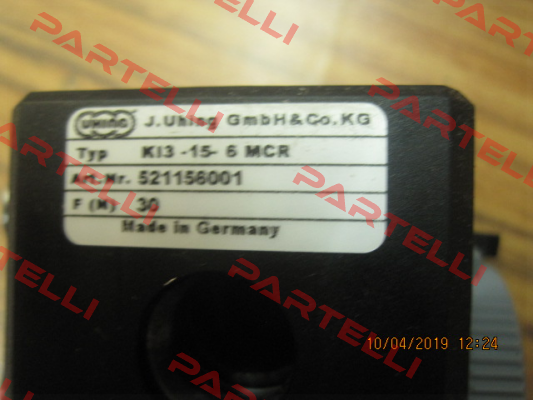 PARTELLI
PARTELLI
UHING J.Uhing GmbH&Co.KG
Typ KI3 -15- 6 MCR
Art.Nr. 521156001
F (N) 30
Made in Germany
PARTELLI
PARTELLI
PARTELLI
PARTELLI
10/04/2019 12:24
PARTELLI